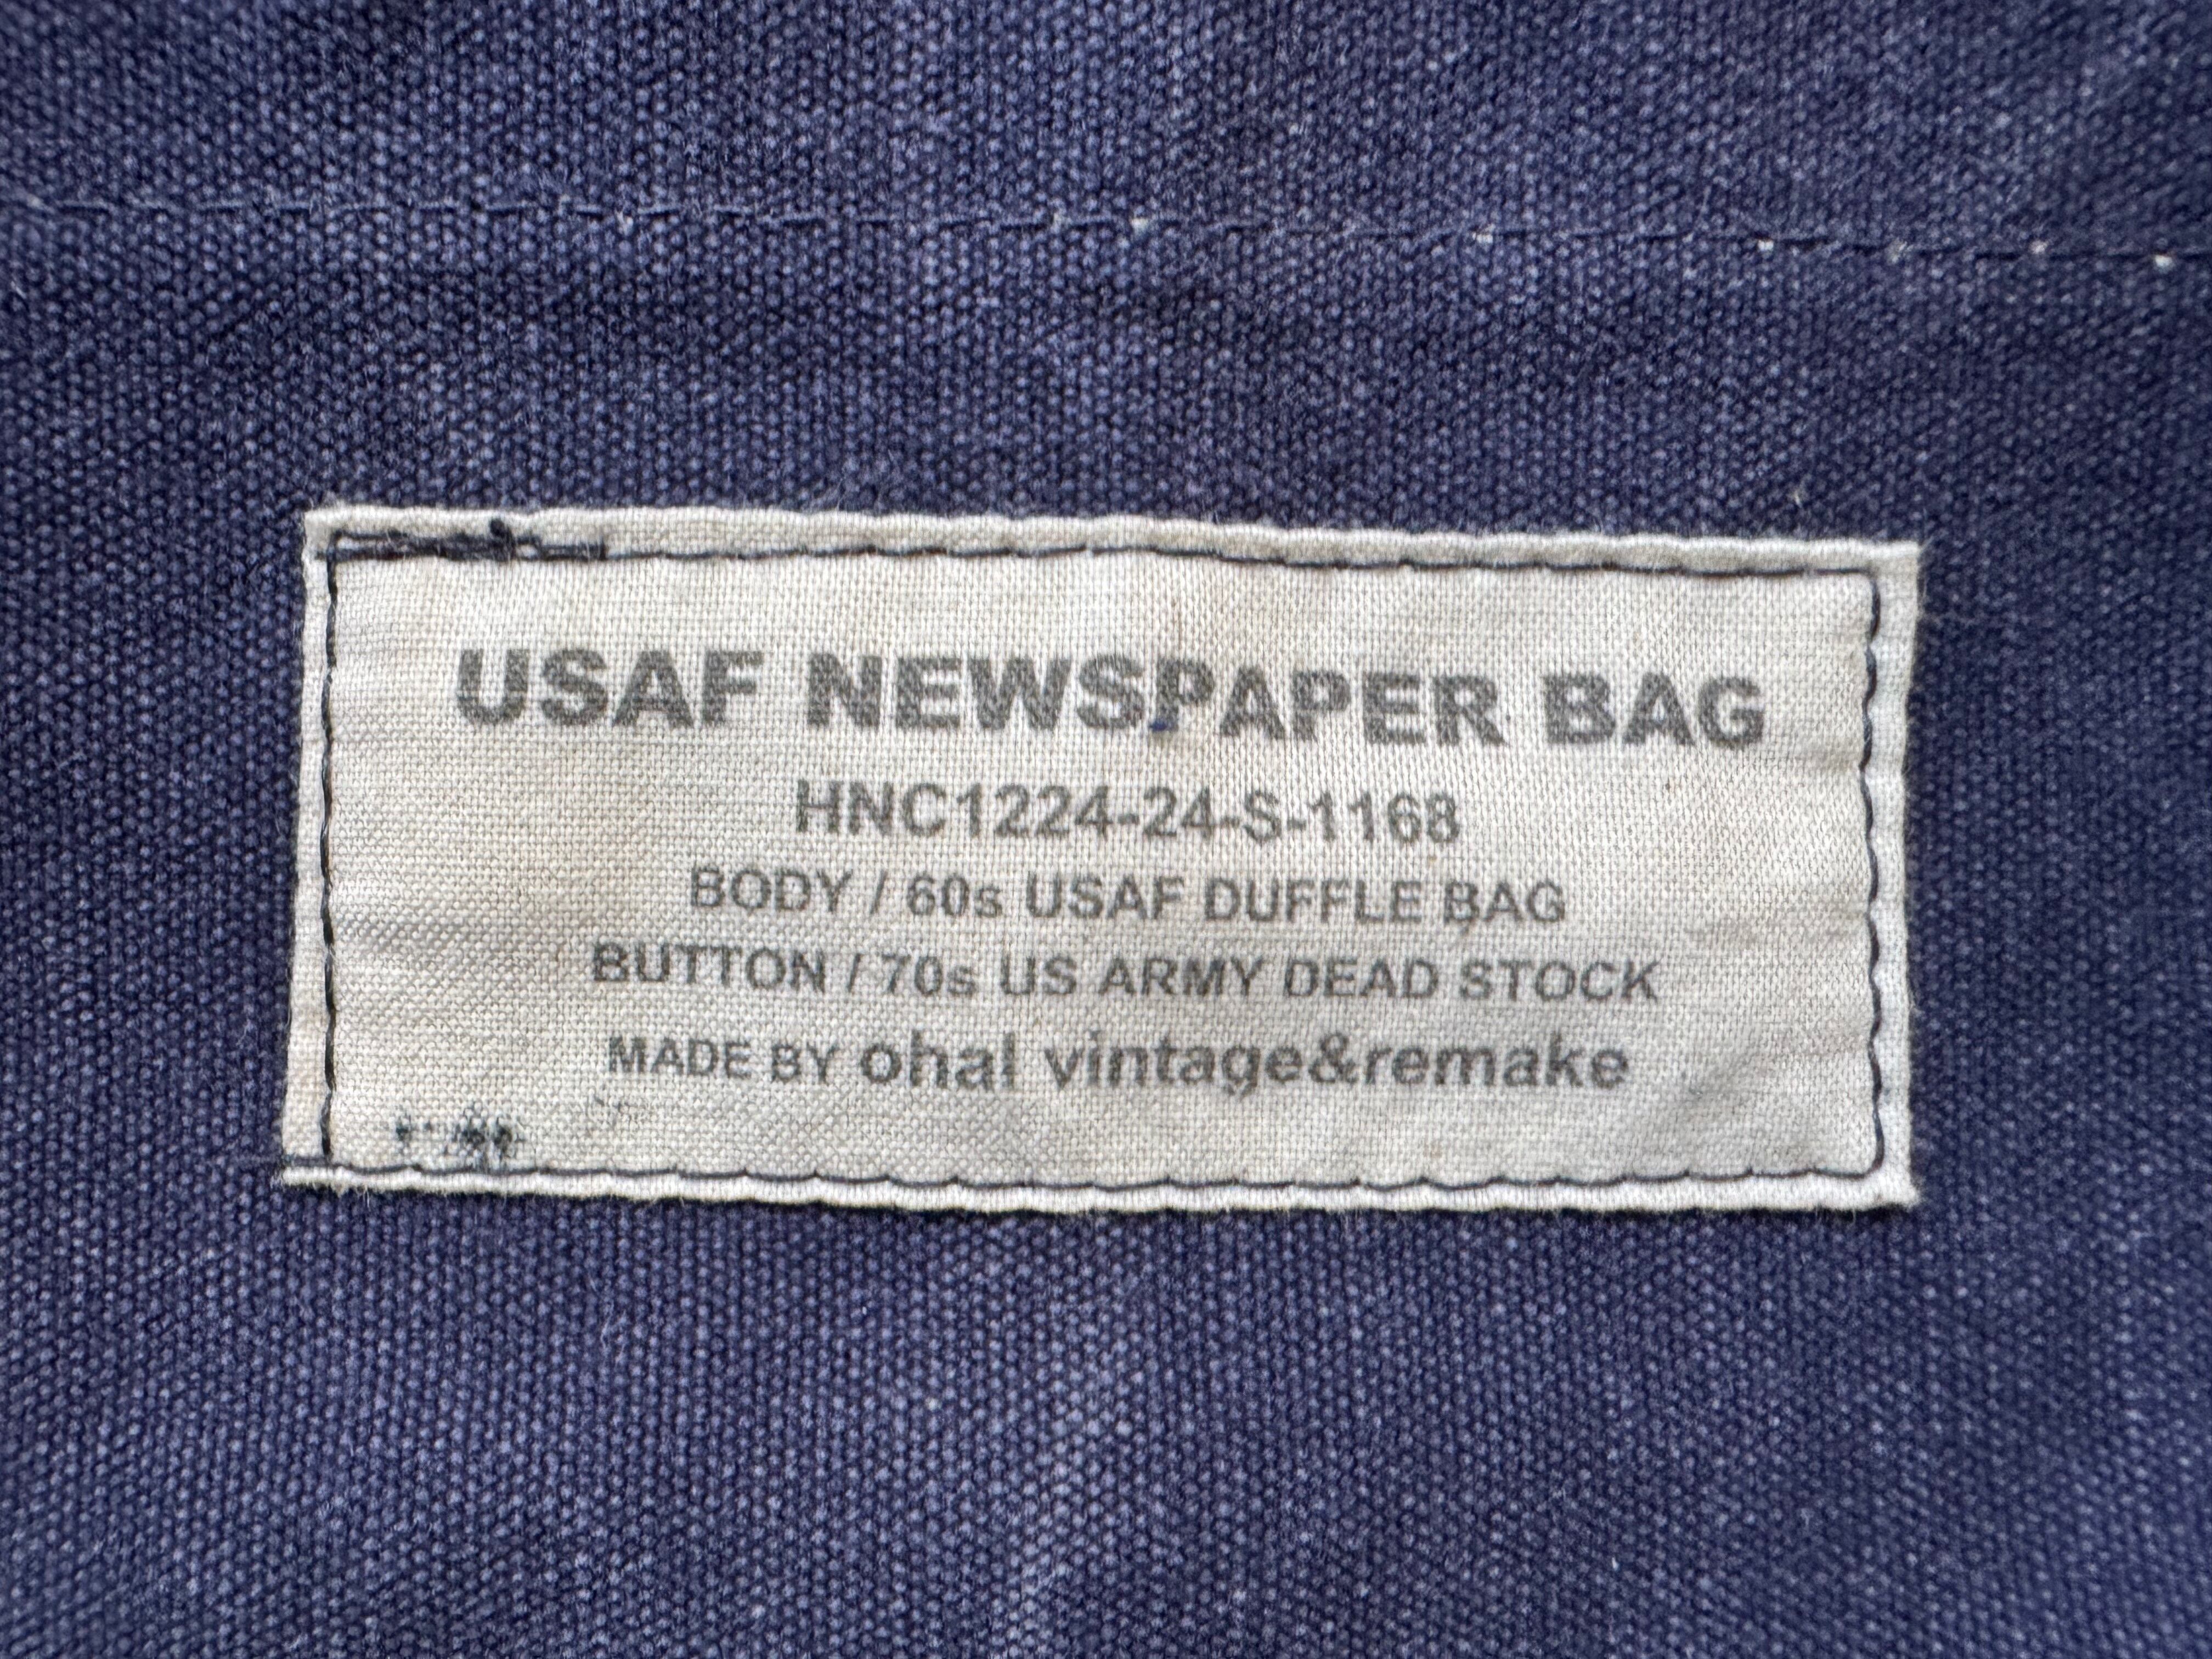 USAF NEWSPAPER BAG
HNC1224-24-S-1168
BODY / 60s USAF DUFFLE BAG
BUTTON / 70s US ARMY DEAD STOCK
MADE BY ohal vintage&remake